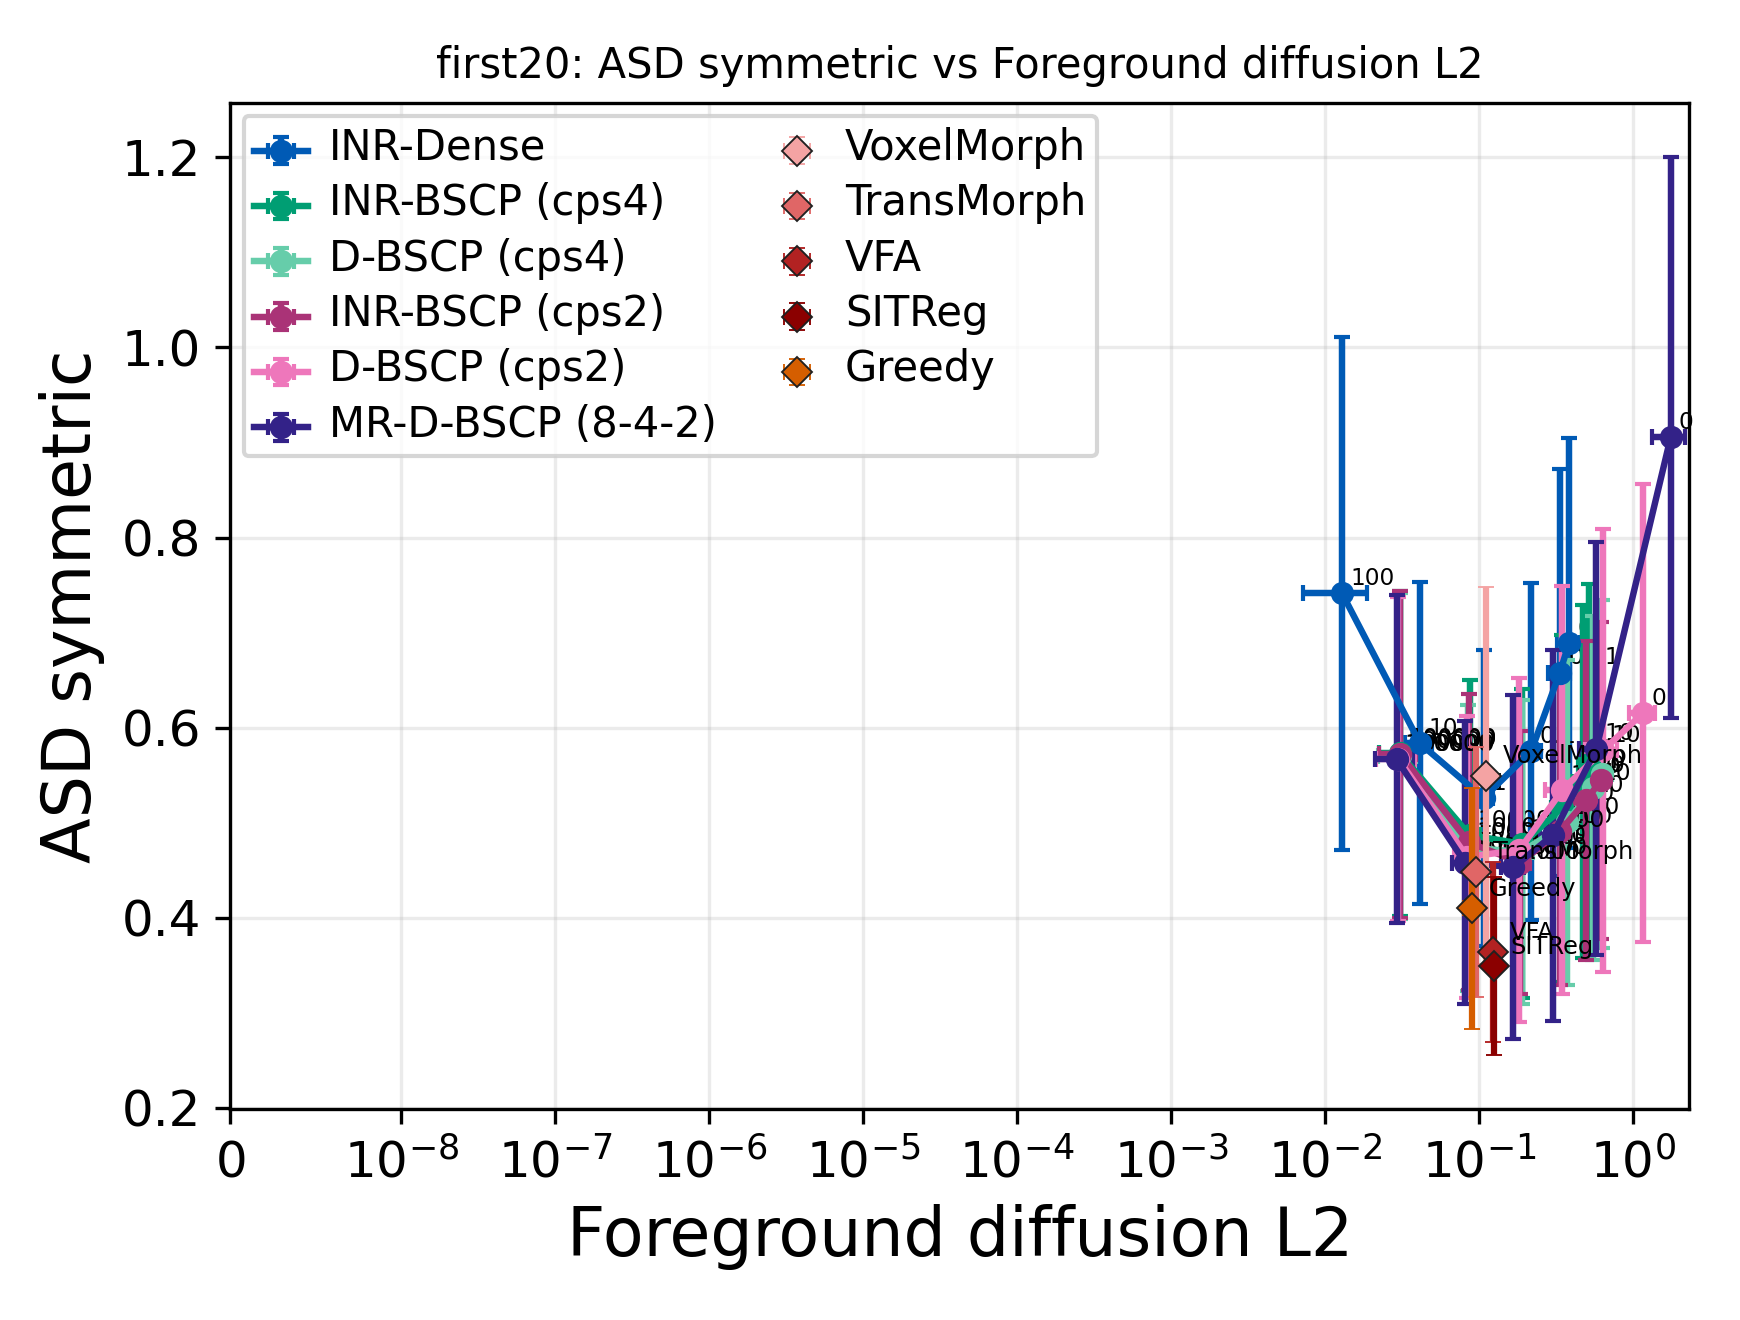 first20: ASD symmetric vs Foreground diffusion L2
INR-Dense
INR-BSCP (cps4)
D-BSCP (cps4)
INR-BSCP (cps2)
D-BSCP (cps2)
MR-D-BSCP (8-4-2)
VoxelMorph
TransMorph
VFA
SITReg
Greedy
ASD symmetric
1.2
1.0
0.8
0.6
0.4
0.2
0
100
0
10
VoxelMorph
TransMorph
Greedy
VFA
SITReg
0
10⁻⁸
10⁻⁷
10⁻⁶
10⁻⁵
10⁻⁴
10⁻³
10⁻²
10⁻¹
10⁰
Foreground diffusion L2